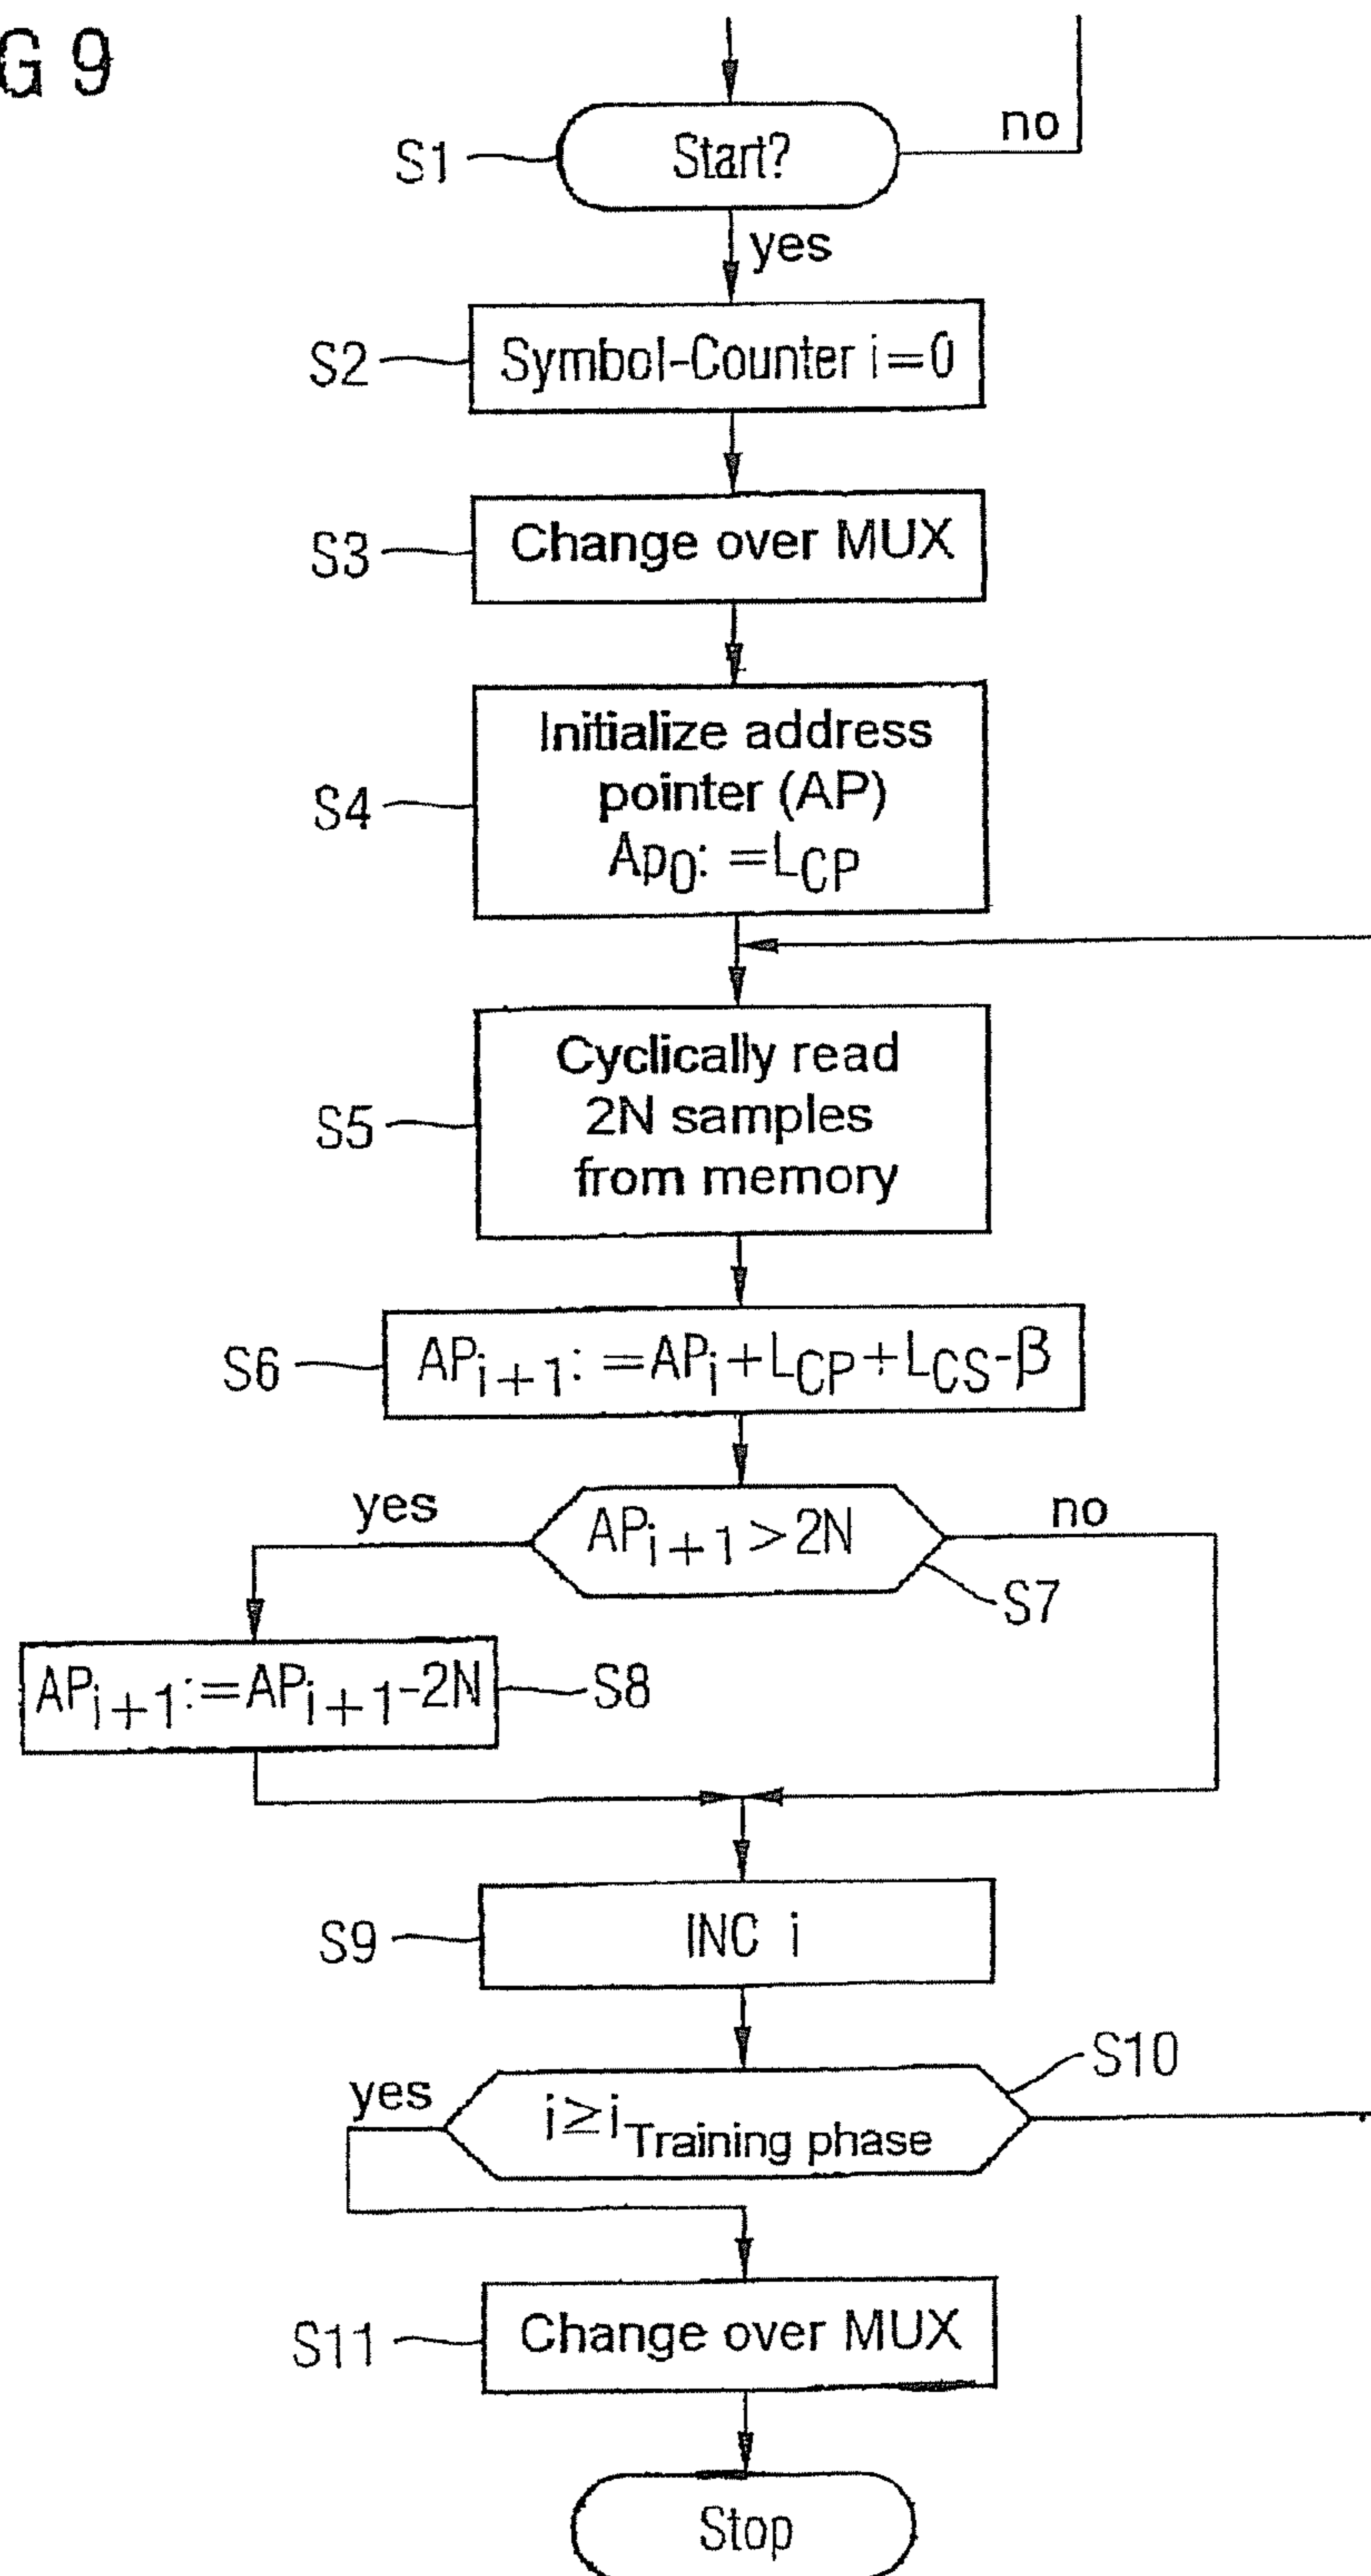 G 9
Start?
no
S1
yes
S2
Symbol-Counter i=0
S3
Change over MUX
S4
Initialize address
pointer (AP)
Ap0: =LCP
S5
Cyclically read
2N samples
from memory
S6
APi+1: =APi+LCP+LCS-β
yes
APi+1>2N
no
S7
APi+1:=APi+1-2N
S8
S9
INC i
S10
yes
i≥iTraining phase
S11
Change over MUX
Stop